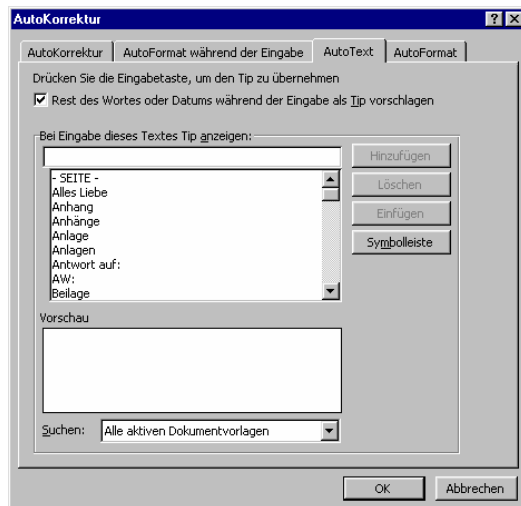 AutoKorrektur
AutoKorrektur AutoFormat während der Eingabe AutoText AutoFormat
Drücken Sie die Eingabetaste, um den Tip zu übernehmen
Rest des Wortes oder Datums während der Eingabe als Tip vorschlagen
Bei Eingabe dieses Textes Tip anzeigen:
Hinzufügen
- SEITE -
Alles Liebe
Löschen
Anhang
Anhänge
Einfügen
Anlage
Anlagen
Symbolleiste
Antwort auf:
AW:
Beilage
Vorschau
Suchen: Alle aktiven Dokumentvorlagen
OK Abbrechen